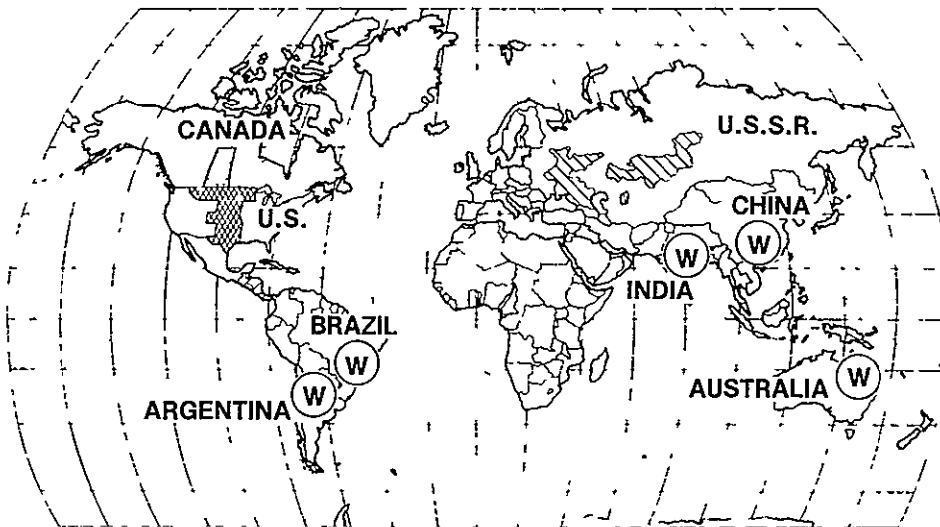 CANADA
U.S.S.R.
U.S.
CHINA
W
W
INDIA
BRAZIL
W
W
AUSTRALIA
W
ARGENTINA